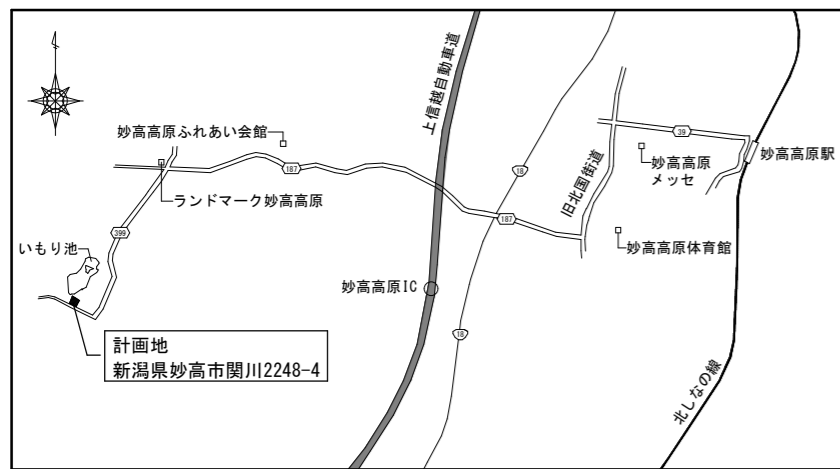 上信越自動車道
39
妙高高原ふれあい会館
妙高高原駅
187
18
妙高高原
メッセ
ランドマーク妙高高原
旧北国街道
187
399
妙高高原体育館
いもり池
妙高高原IC
18
計画地
新潟県妙高市関川2248-4
北しなの線